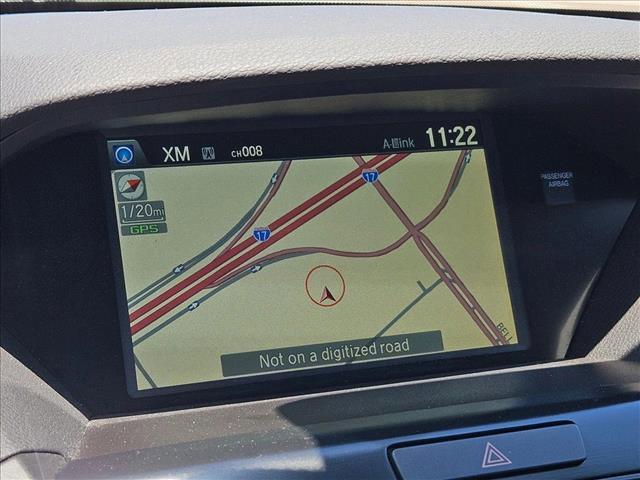 XM CH008 A-Link 11:22
1/20mi
GPS
17
17
PASSENGER
AIRBAG
BELL
Not on a digitized road